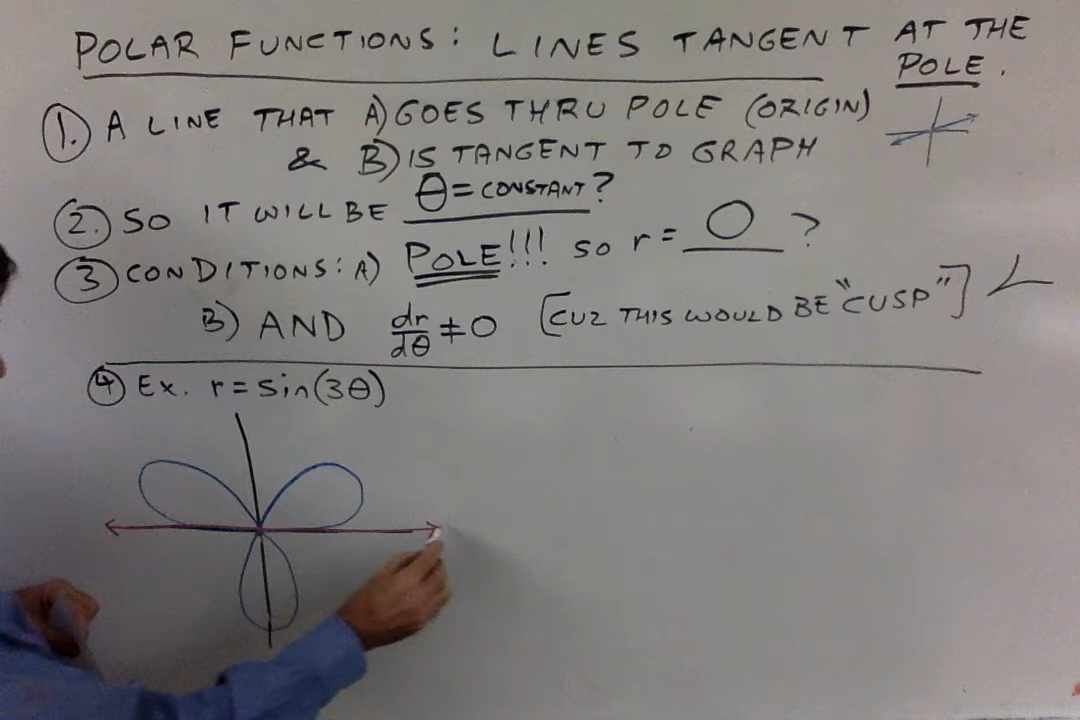 POLAR FUNCTIONS: LINES TANGENT AT THE
POLE.
1. A LINE THAT A) GOES THRU POLE (ORIGIN)
& B) IS TANGENT TO GRAPH
2. SO IT WILL BE θ = CONSTANT?
3 CONDITIONS: A) POLE!!! so r = O ?
B) AND dr/dθ ≠ 0 [CUZ THIS WOULD BE "CUSP"]
4 Ex. r = sin(3θ)